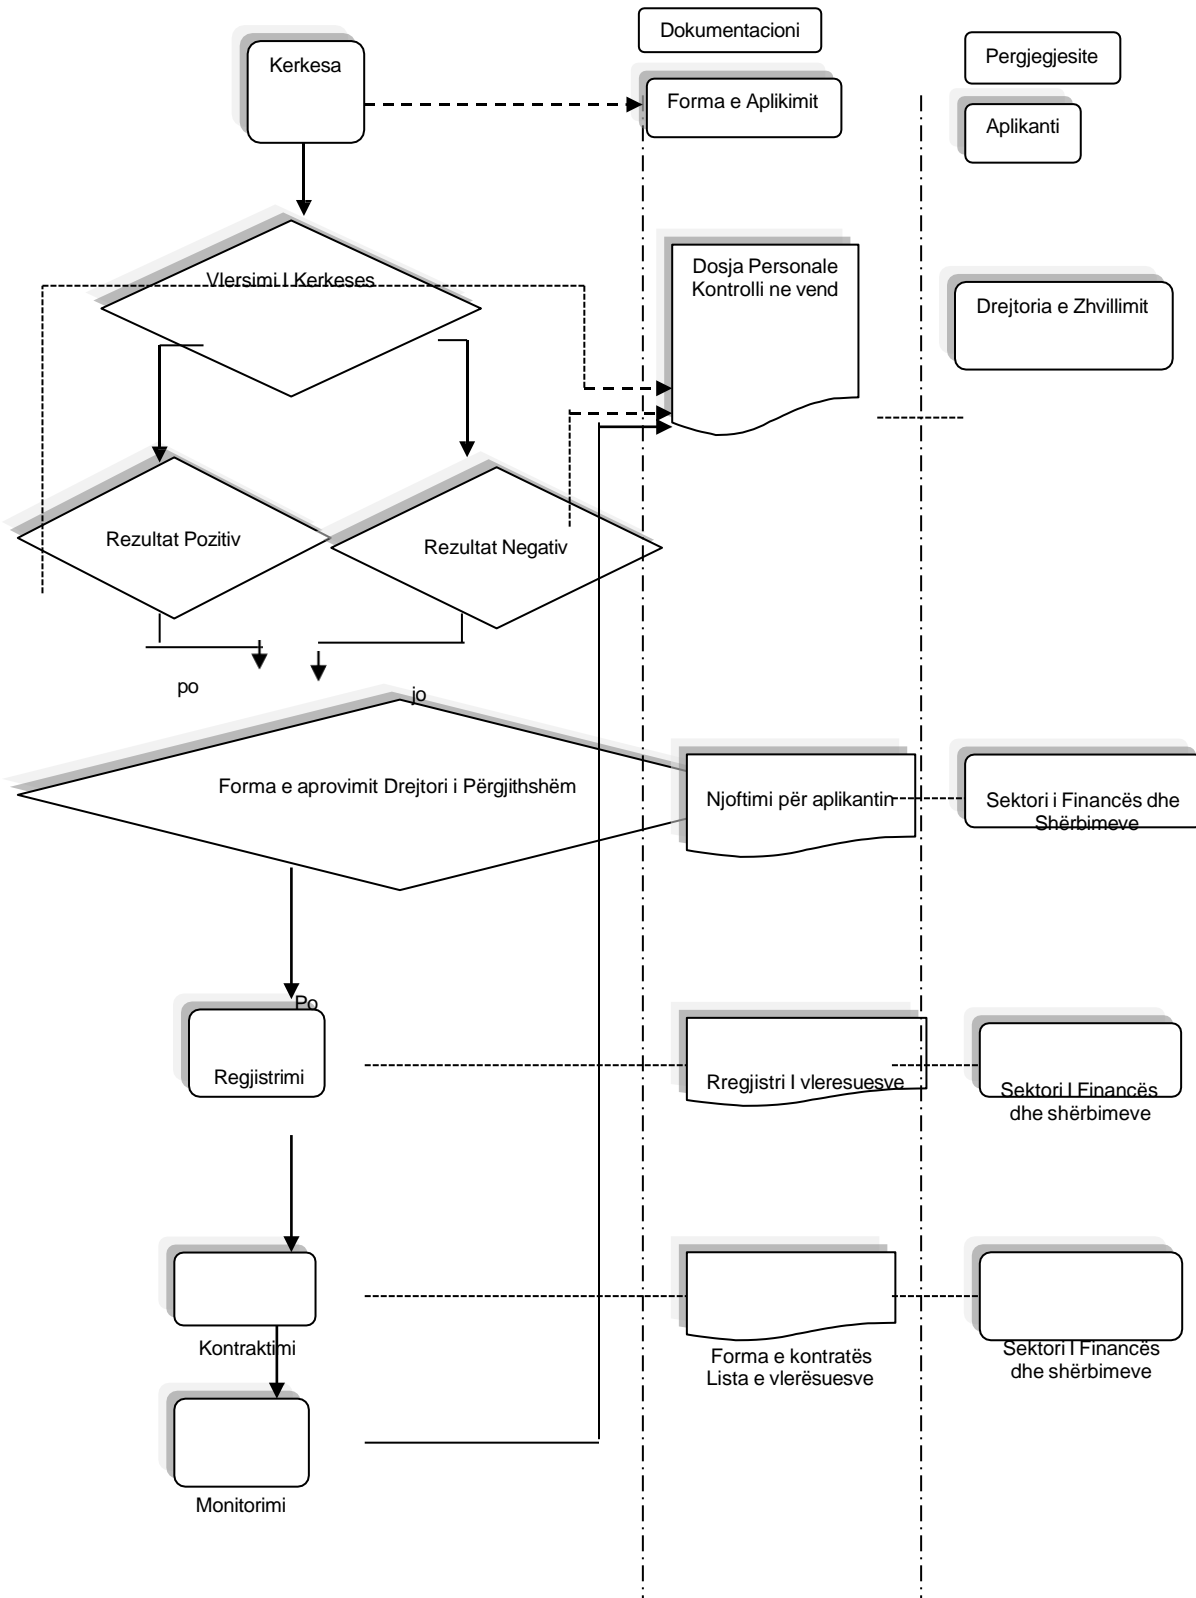 Dokumentacioni
Pergjegjesite
Kerkesa
Forma e Aplikimit
Aplikanti
Vlersimi I Kerkeses
Dosja Personale
Kontrolli ne vend
Drejtoria e Zhvillimit
Rezultat Pozitiv
Rezultat Negativ
po
jo
Forma e aprovimit Drejtori i Përgjithshëm
Njoftimi për aplikantin
Sektori i Financës dhe
Shërbimeve
Po
Regjistrimi
Rregjistri I vleresuesve
Sektori I Financës
dhe shërbimeve
Kontraktimi
Forma e kontratës
Lista e vlerësuesve
Sektori I Financës
dhe shërbimeve
Monitorimi